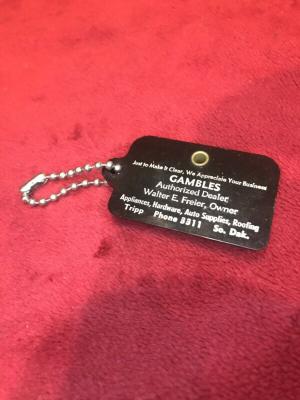 Just to Make It Clear, We Appreciate Your Business
GAMBLES
Authorized Dealer
Walter E. Freier, Owner
Appliances, Hardware, Auto Supplies, Roofing
Tripp Phone 3311 So. Dak.